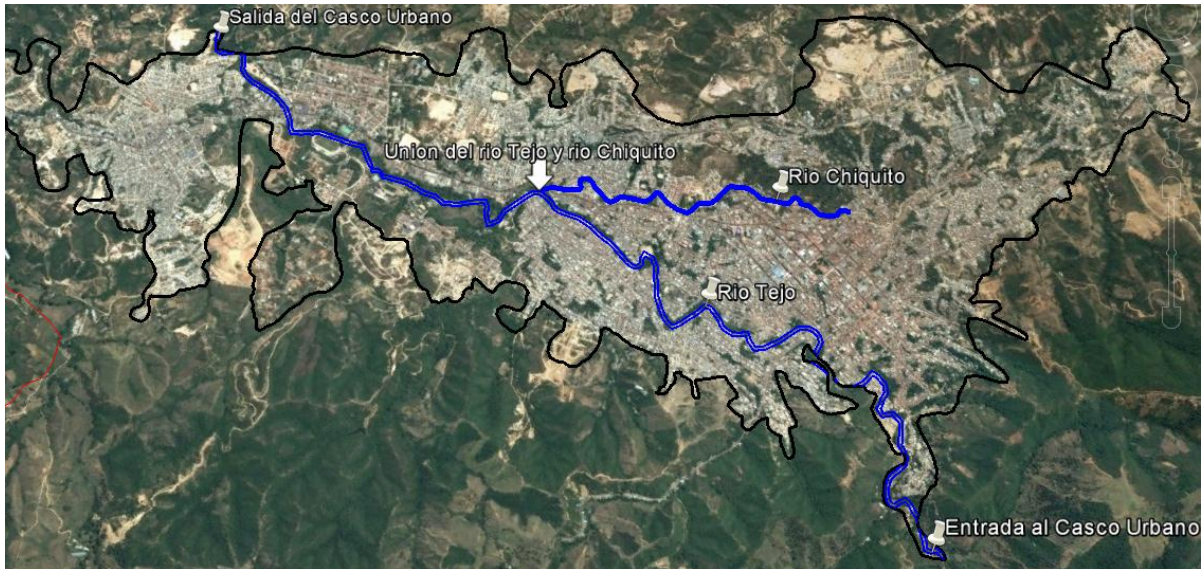 Salida del Casco Urbano
Union del rio Tejo y rio Chiquito
Rio Chiquito
Rio Tejo
Entrada al Casco Urbano